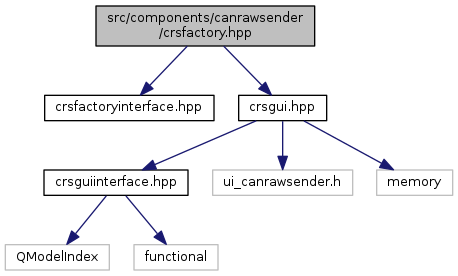 src/components/canrawsender
/crsfactory.hpp
crsfactoryinterface.hpp
crsgui.hpp
crsguiinterface.hpp
ui_canrawsender.h
memory
QModelIndex
functional